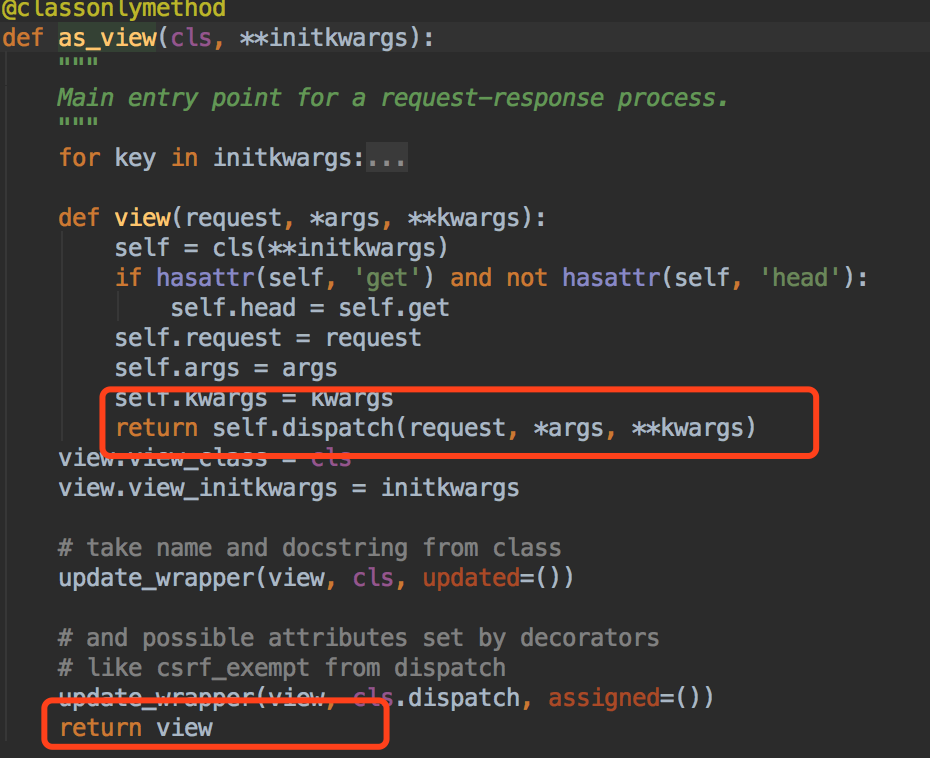 @classonlymethod
def as_view(cls, **initkwargs):
    """
    Main entry point for a request-response process.
    """
    for key in initkwargs:...
    def view(request, *args, **kwargs):
        self = cls(**initkwargs)
        if hasattr(self, 'get') and not hasattr(self, 'head'):
            self.head = self.get
        self.request = request
        self.args = args
        self.kwargs = kwargs
        return self.dispatch(request, *args, **kwargs)
    view.view_class = cls
    view.view_initkwargs = initkwargs
    # take name and docstring from class
    update_wrapper(view, cls, updated=())
    # and possible attributes set by decorators
    # like csrf_exempt from dispatch
    update_wrapper(view, cls.dispatch, assigned=())
    return view